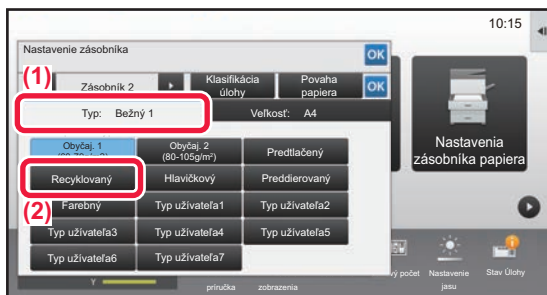 10:15
Nastavenie zásobníka
OK
(1)
Zásobník 2
Klasifikácia
úlohy
Povaha
papiera
OK
Typ: Bežný 1
Veľkosť: A4
Obyčaj. 1
Obyčaj. 2
(80-105g/m²)
Predtlačený
Nastavenia
zásobníka papiera
Recyklovaný
Hlavičkový
Preddierovaný
(2)
Farebný
Typ užívateľa1
Typ užívateľa2
Typ užívateľa3
Typ užívateľa4
Typ užívateľa5
Typ užívateľa6
Typ užívateľa7
Y
príručka
zobrazenia
počet
Nastavenie
jasu
Stav Úlohy